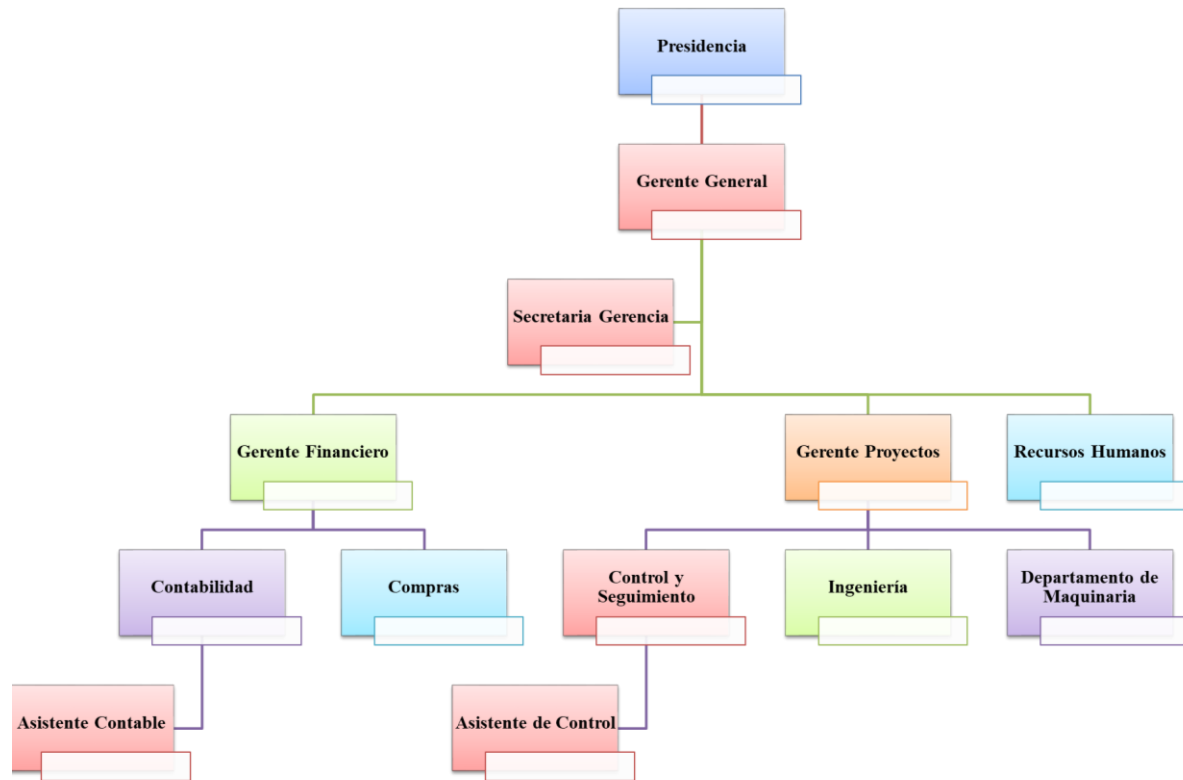 Presidencia
Gerente General
Secretaria Gerencia
Gerente Financiero
Gerente Proyectos
Recursos Humanos
Contabilidad
Compras
Control y
Seguimiento
Ingeniería
Departamento de
Maquinaria
Asistente Contable
Asistente de Control